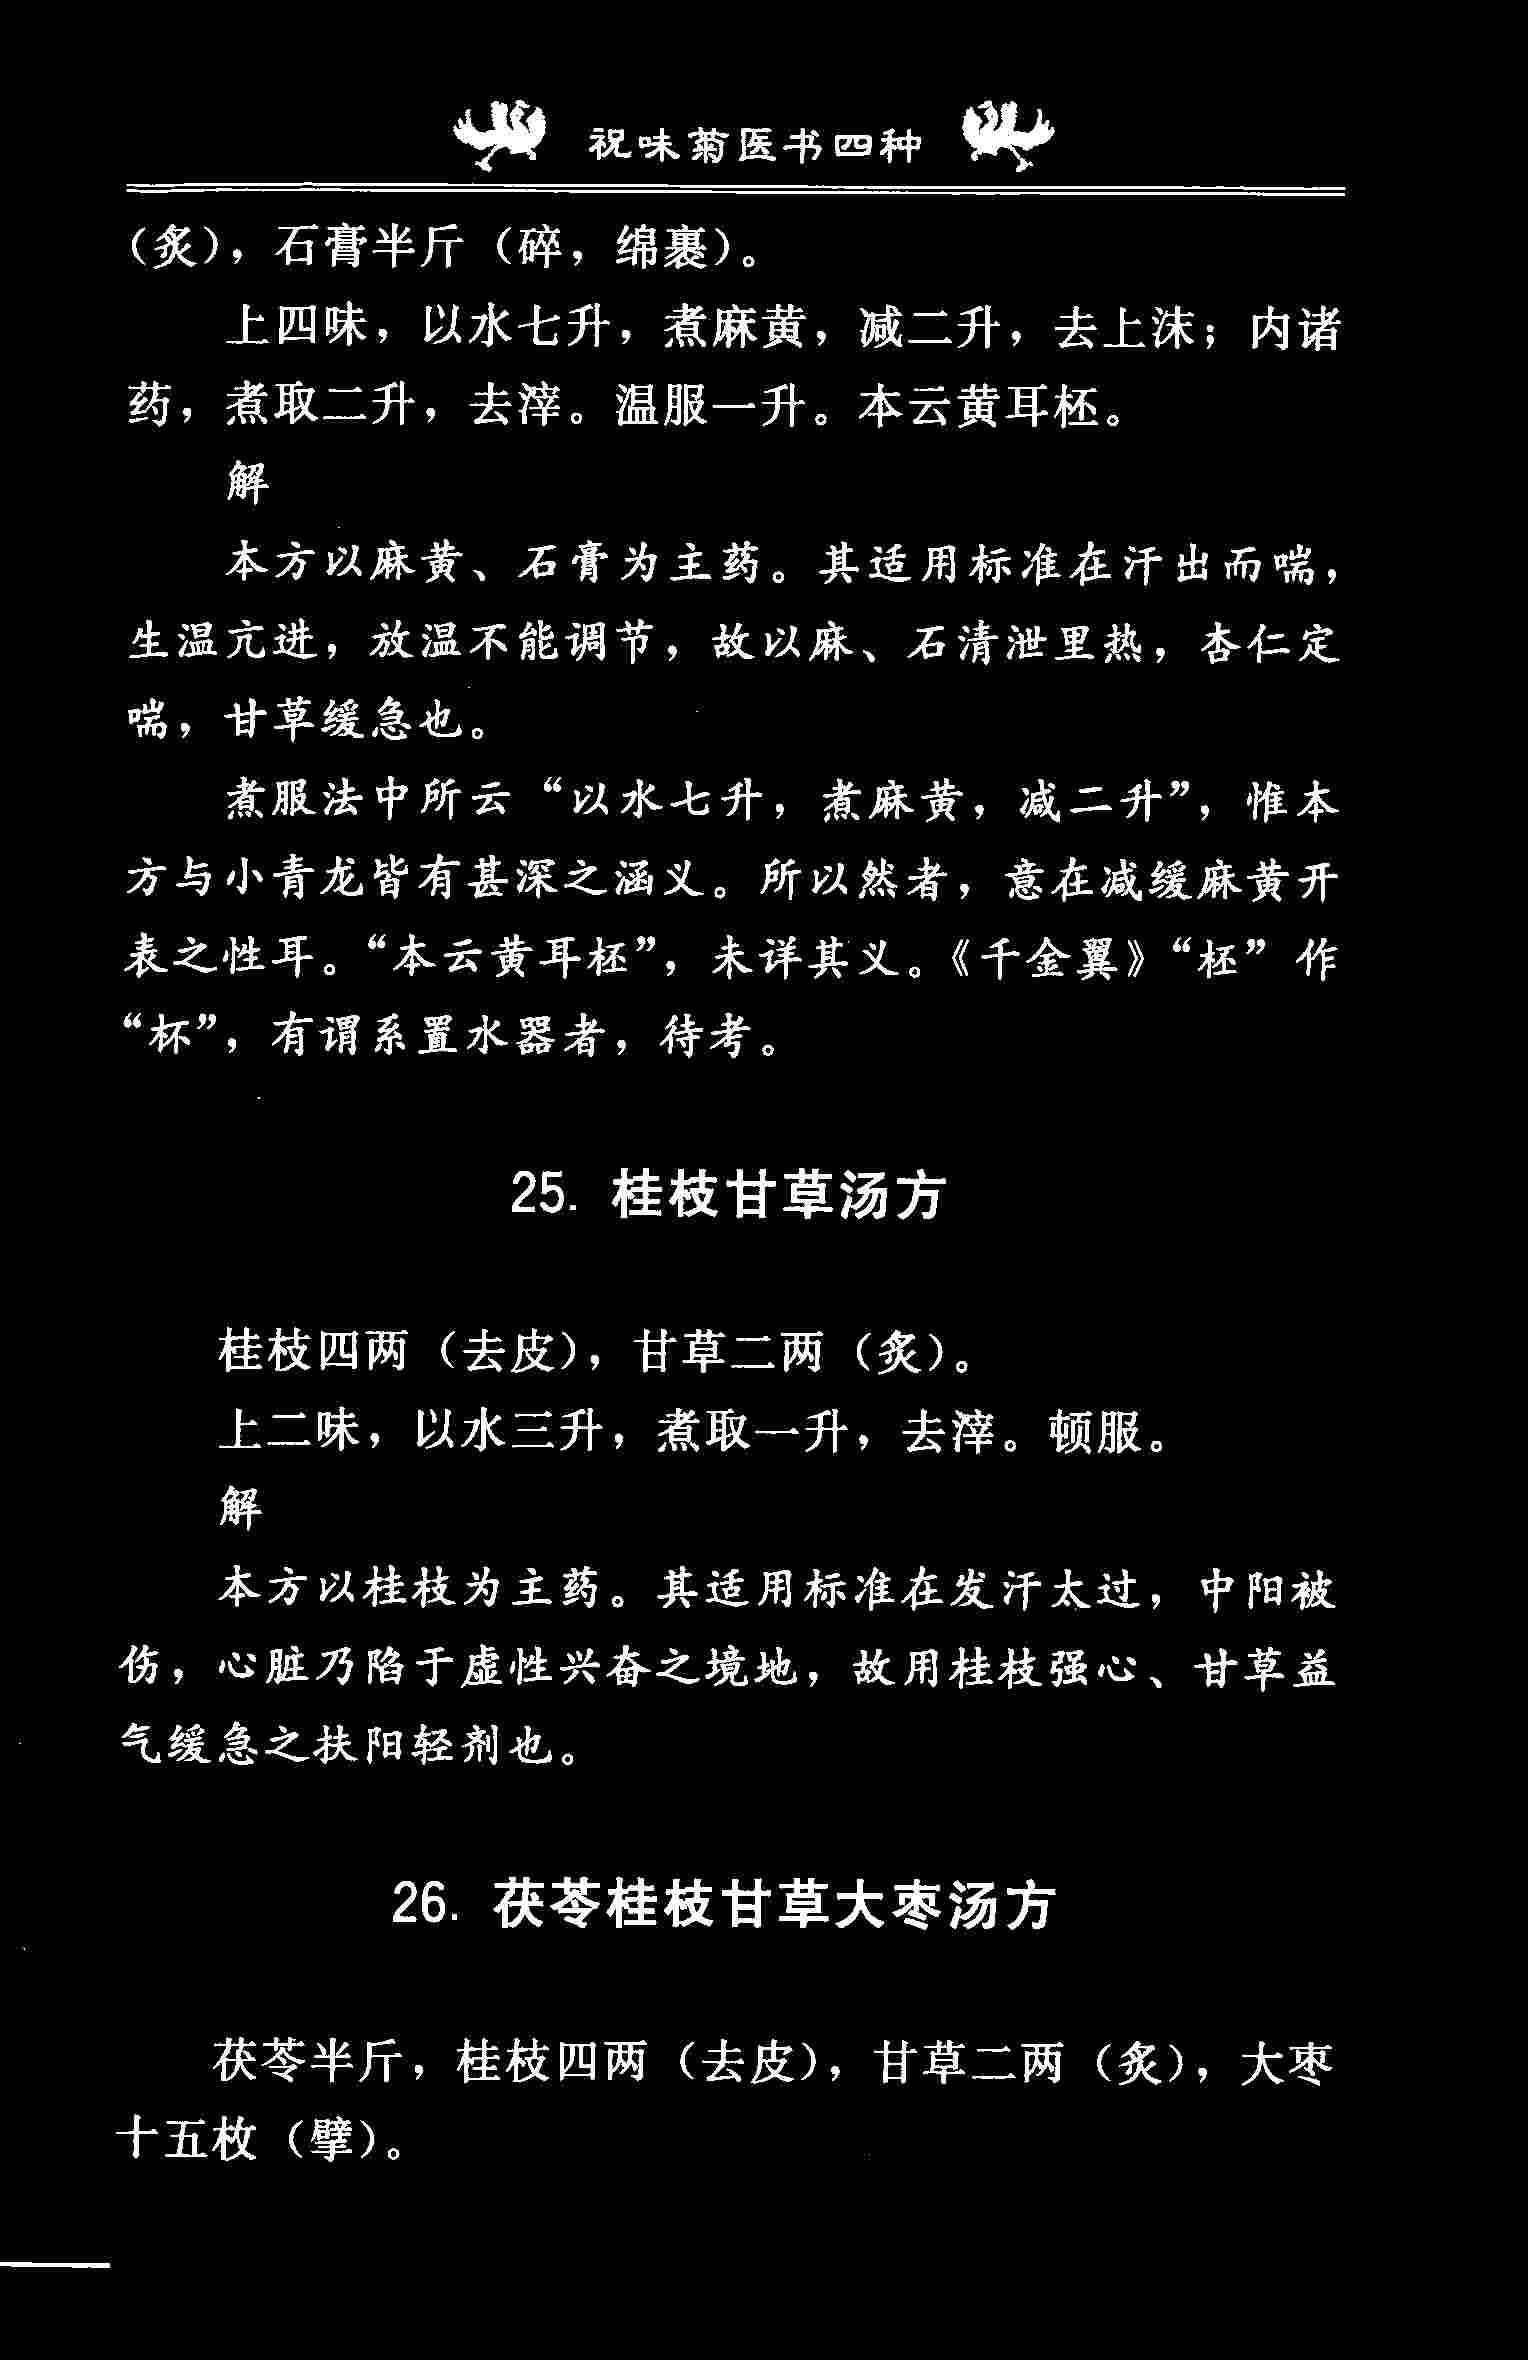 祝味菊医书四种
（炙），石膏半斤（碎，绵裹）。
上四味，以水七升，煮麻黄，减二升，去上沫；内诸
药，煮取二升，去滓。温服一升。本云黄耳柸。
解
本方以麻黄、石膏为主药。其适用标准在汗出而喘，
生温亢进，放温不能调节，故以麻、石清泄里热，杏仁定
喘，甘草缓急也。
煮服法中所云“以水七升，煮麻黄，减二升”，惟本
方与小青龙皆有甚深之涵义。所以然者，意在减缓麻黄开
表之性耳。“本云黄耳柸”，未详其义。《千金翼》“柸”作
“杯”，有谓系置水器者，待考。
25. 桂枝甘草汤方
桂枝四两（去皮），甘草二两（炙）。
上二味，以水三升，煮取一升，去滓。顿服。
解
本方以桂枝为主药。其适用标准在发汗太过，中阳被
伤，心脏乃陷于虚性兴奋之境地，故用桂枝强心、甘草益
气缓急之扶阳轻剂也。
26. 茯苓桂枝甘草大枣汤方
茯苓半斤，桂枝四两（去皮），甘草二两（炙），大枣
十五枚（擘）。